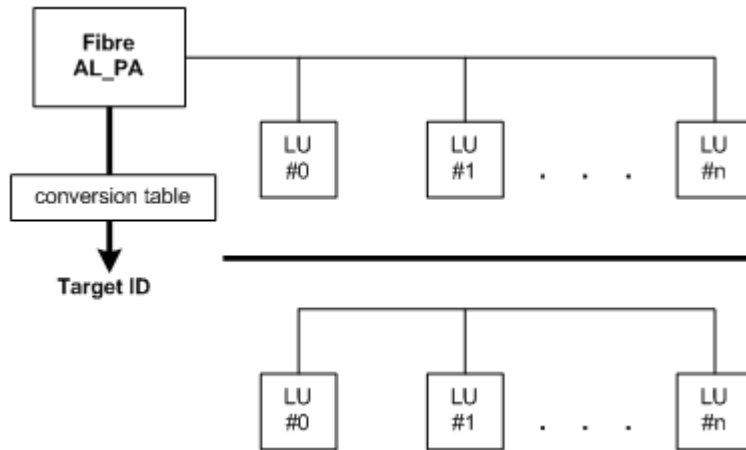 Fibre
AL_PA
LU
#0
LU
#1
. . .
LU
#n
conversion table
Target ID
LU
#0
LU
#1
. . .
LU
#n